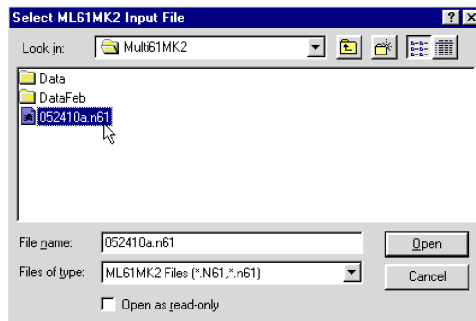 Select ML61MK2 Input File
Look in: Multi61MK2
Data
DataFeb
052410a.n61
File name: 052410a.n61 Open
Files of type: ML61MK2 Files (*.N61,*.n61) Cancel
Open as read-only